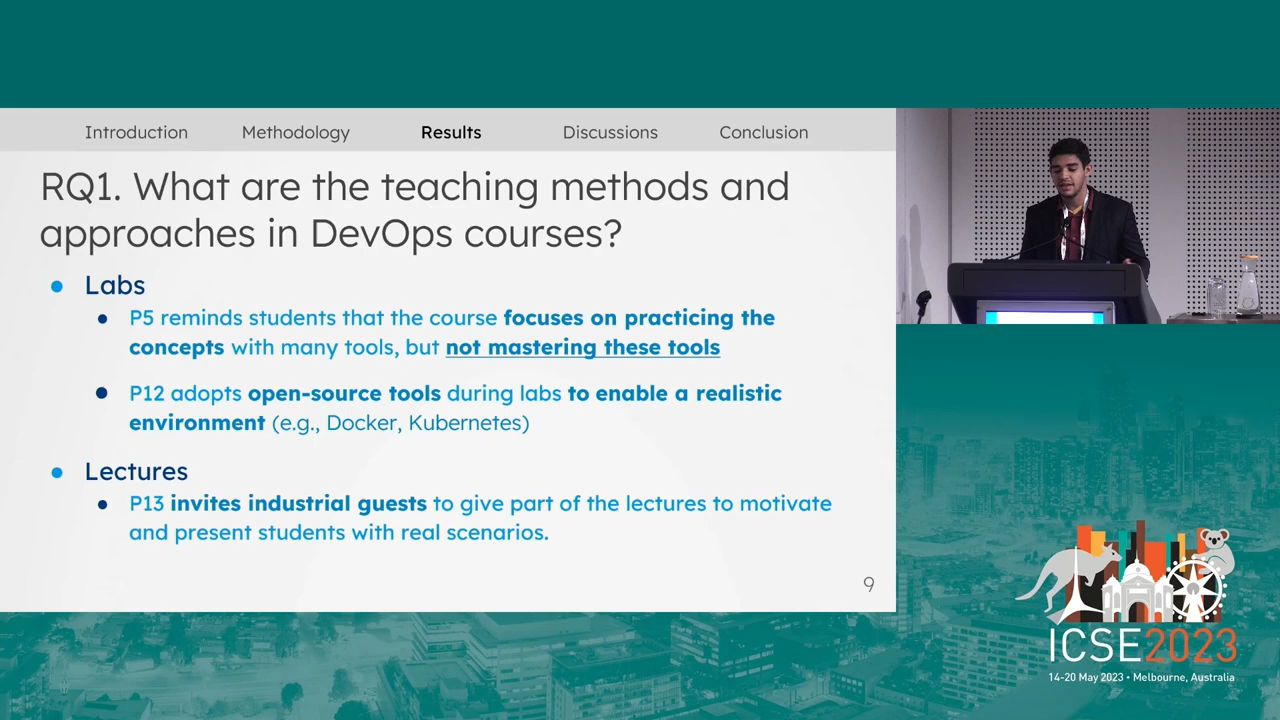 Introduction Methodology Results Discussions Conclusion
RQ1. What are the teaching methods and
approaches in DevOps courses?
Labs
P5 reminds students that the course focuses on practicing the
concepts with many tools, but not mastering these tools
P12 adopts open-source tools during labs to enable a realistic
environment (e.g., Docker, Kubernetes)
Lectures
P13 invites industrial guests to give part of the lectures to motivate
and present students with real scenarios.
9
ICSE2023
14-20 May 2023 • Melbourne, Australia